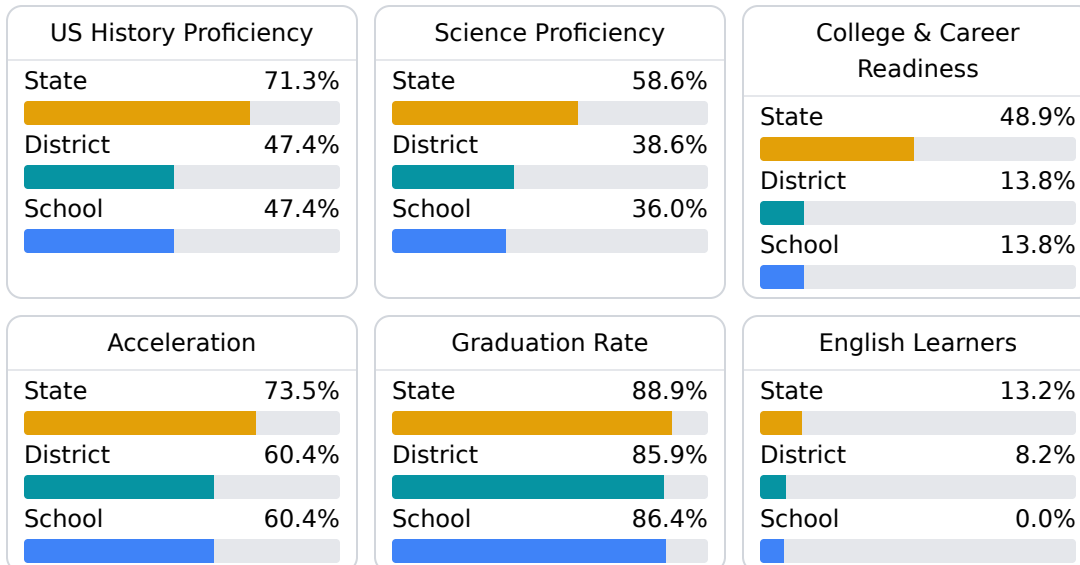 US History Proficiency
State 71.3%
District 47.4%
School 47.4%
Science Proficiency
State 58.6%
District 38.6%
School 36.0%
College & Career
Readiness
State 48.9%
District 13.8%
School 13.8%
Acceleration
State 73.5%
District 60.4%
School 60.4%
Graduation Rate
State 88.9%
District 85.9%
School 86.4%
English Learners
State 13.2%
District 8.2%
School 0.0%